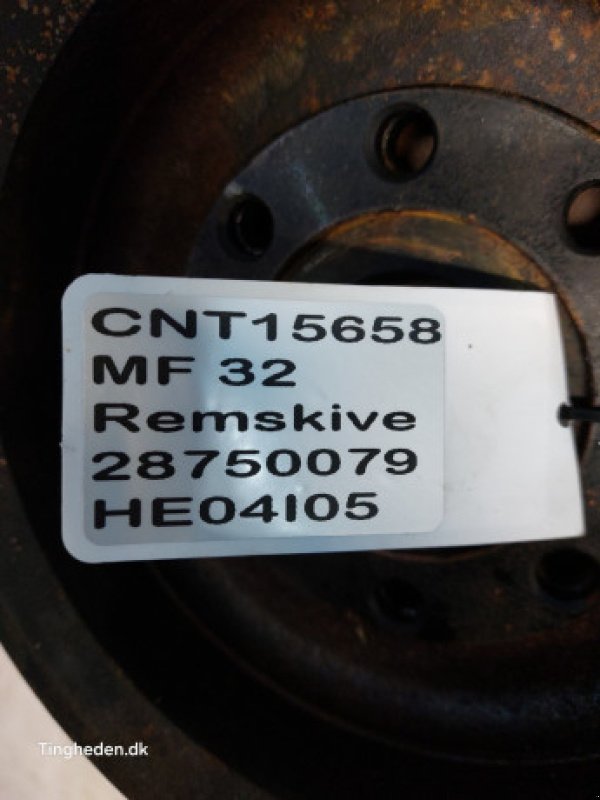 CNT15658
MF 32
Remskive
28750079
HE04I05
Tingheden.dk